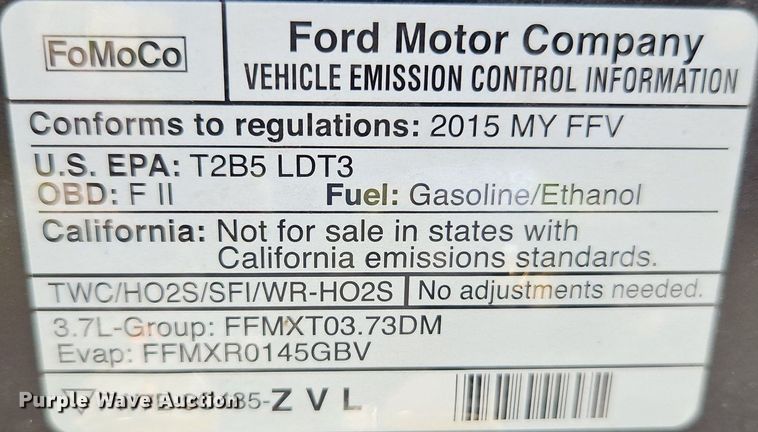 FoMoCo
Ford Motor Company
VEHICLE EMISSION CONTROL INFORMATION
Conforms to regulations: 2015 MY FFV
U.S. EPA: T2B5 LDT3
OBD: F II Fuel: Gasoline/Ethanol
California: Not for sale in states with
California emissions standards.
TWC/HO2S/SFI/WR-HO2S No adjustments needed.
3.7L-Group: FFMXT03.73DM
Evap: FFMXR0145GBV
Purple Wave Auction
-Z V L